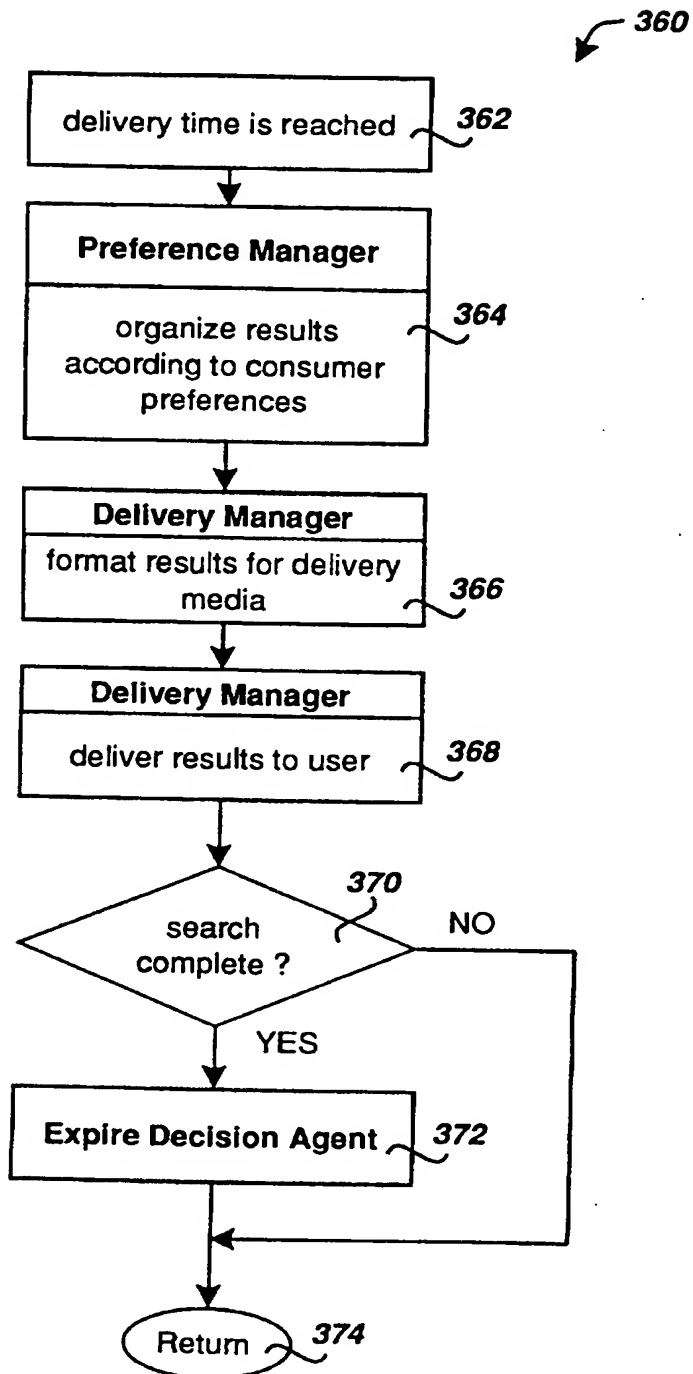 360
delivery time is reached
362
Preference Manager
organize results
according to consumer
preferences
364
Delivery Manager
format results for delivery
media
366
Delivery Manager
deliver results to user
368
370
search
complete ?
NO
YES
Expire Decision Agent
372
Return
374